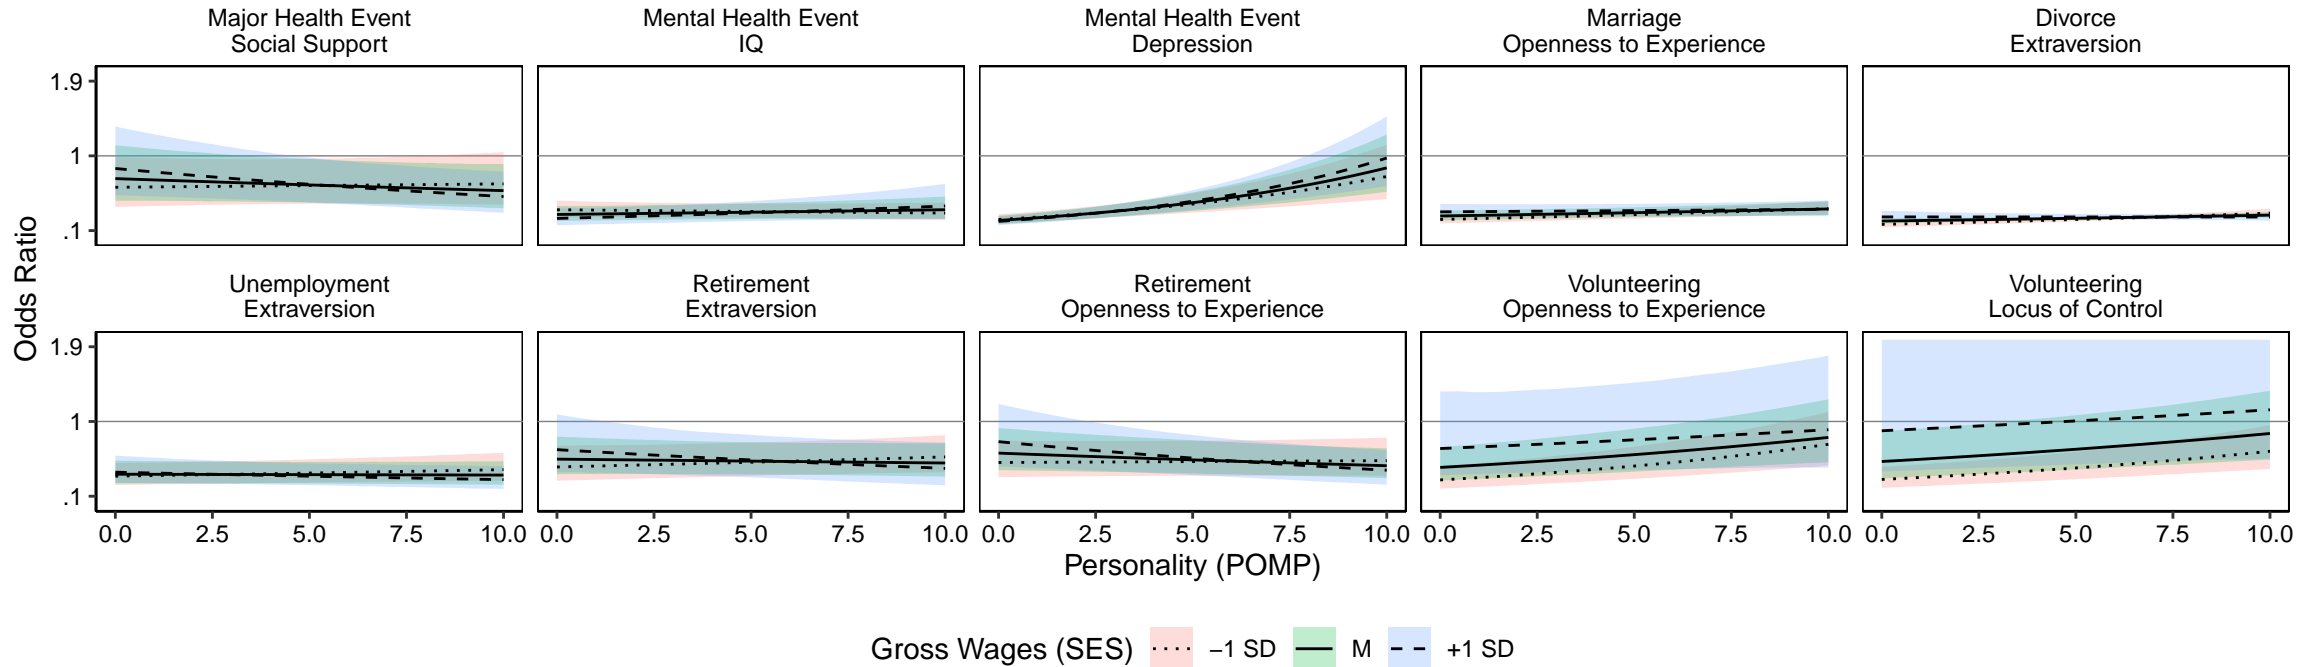 Major Health Event
Social Support
Mental Health Event
IQ
Mental Health Event
Depression
Marriage
Openness to Experience
Divorce
Extraversion
1.9
1
.1
Odds Ratio
Unemployment
Extraversion
Retirement
Extraversion
Retirement
Openness to Experience
Volunteering
Openness to Experience
Volunteering
Locus of Control
1.9
1
.1
0.0 2.5 5.0 7.5 10.0
0.0 2.5 5.0 7.5 10.0
0.0 2.5 5.0 7.5 10.0
0.0 2.5 5.0 7.5 10.0
0.0 2.5 5.0 7.5 10.0
Personality (POMP)
Gross Wages (SES) −1 SD M +1 SD